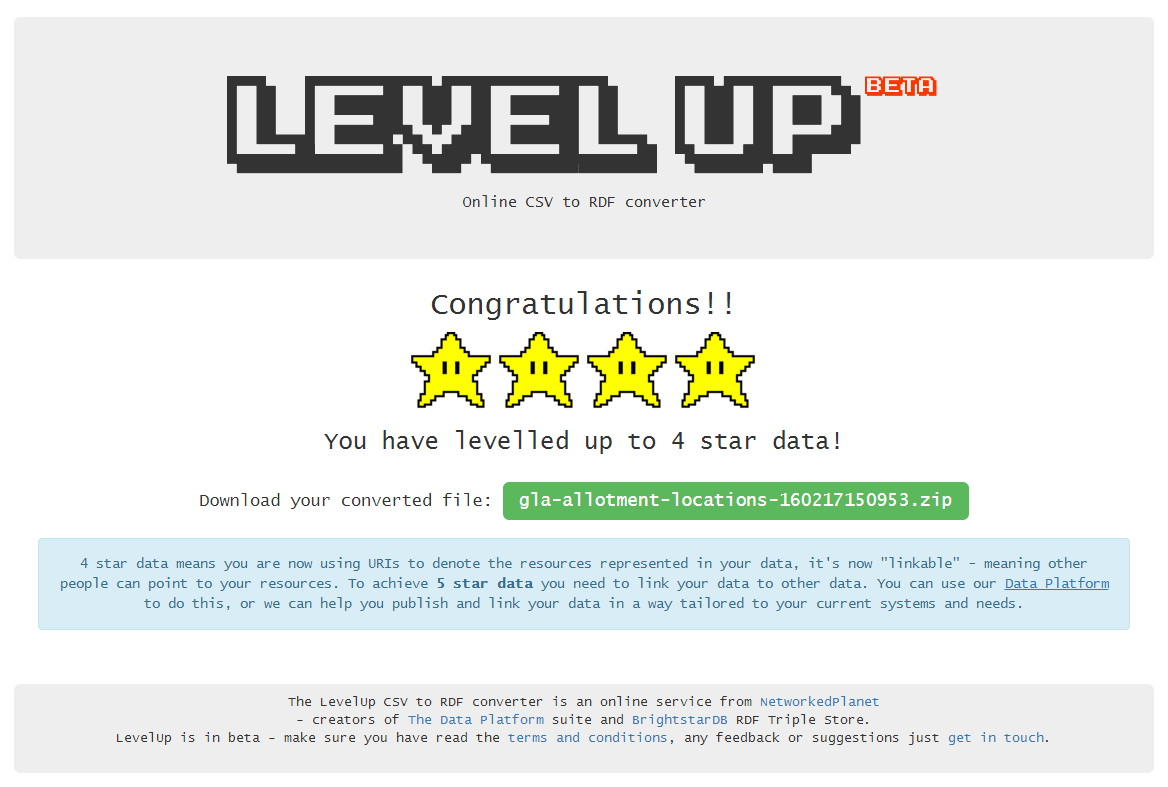 LEVEL UP BETA
Online CSV to RDF converter
Congratulations!!
You have levelled up to 4 star data!
Download your converted file: gla-allotment-locations-160217150953.zip
4 star data means you are now using URIs to denote the resources represented in your data, it's now "linkable" - meaning other
people can point to your resources. To achieve 5 star data you need to link your data to other data. You can use our Data Platform
to do this, or we can help you publish and link your data in a way tailored to your current systems and needs.
The LevelUp CSV to RDF converter is an online service from NetworkedPlanet
- creators of The Data Platform suite and BrightstarDB RDF Triple Store.
LevelUp is in beta - make sure you have read the terms and conditions, any feedback or suggestions just get in touch.